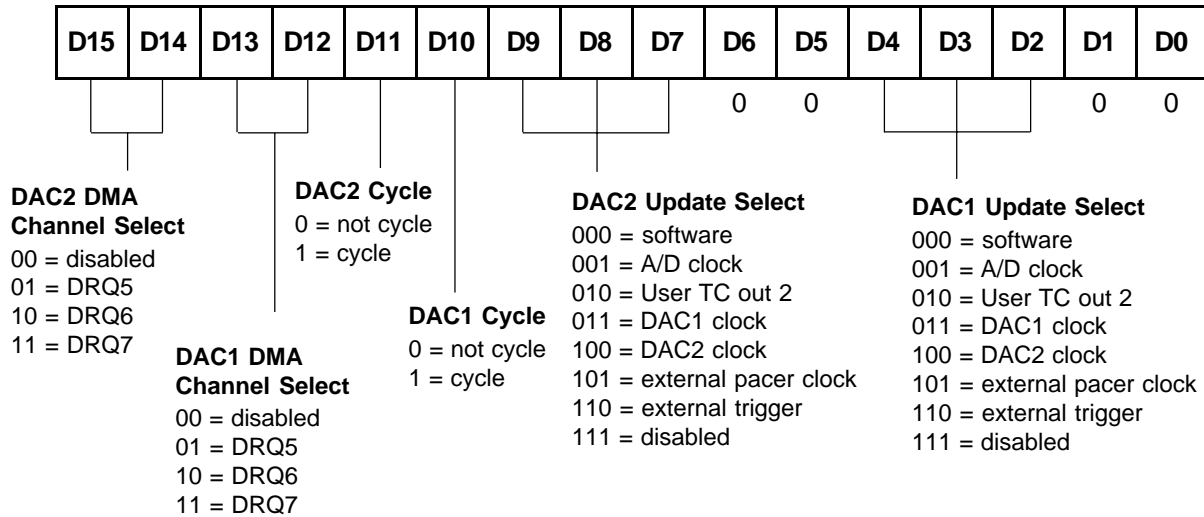 D15 D14 D13 D12 D11 D10 D9 D8 D7 D6 D5 D4 D3 D2 D1 D0
0 0 0 0
DAC2 DMA
Channel Select
00 = disabled
01 = DRQ5
10 = DRQ6
11 = DRQ7
DAC1 DMA
Channel Select
00 = disabled
01 = DRQ5
10 = DRQ6
11 = DRQ7
DAC2 Cycle
0 = not cycle
1 = cycle
DAC1 Cycle
0 = not cycle
1 = cycle
DAC2 Update Select
000 = software
001 = A/D clock
010 = User TC out 2
011 = DAC1 clock
100 = DAC2 clock
101 = external pacer clock
110 = external trigger
111 = disabled
DAC1 Update Select
000 = software
001 = A/D clock
010 = User TC out 2
011 = DAC1 clock
100 = DAC2 clock
101 = external pacer clock
110 = external trigger
111 = disabled